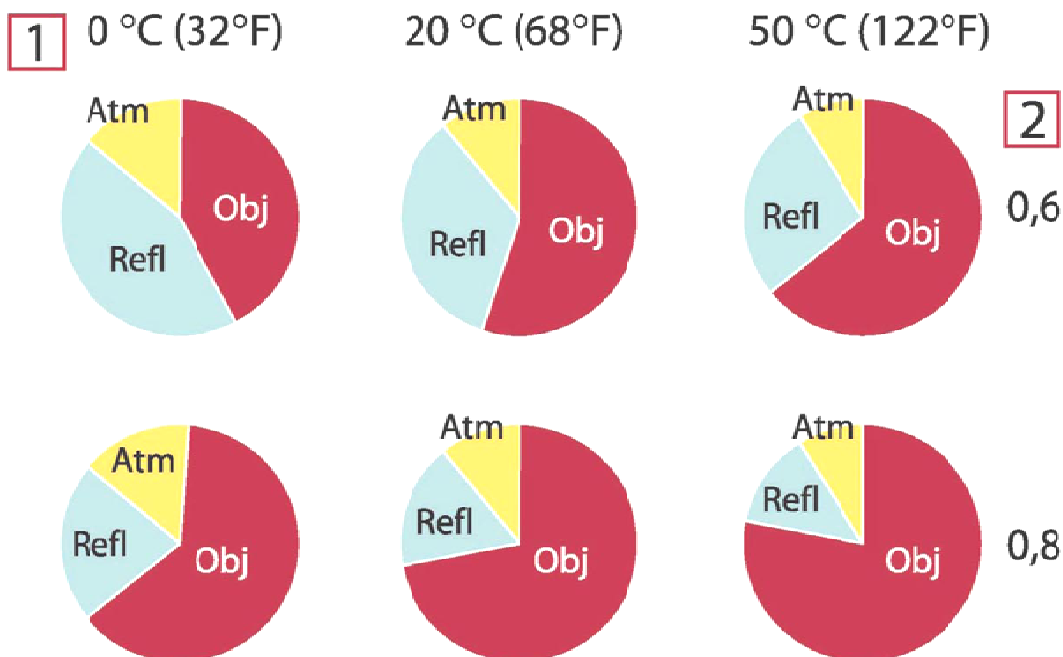 1 0 °C (32°F) 20 °C (68°F) 50 °C (122°F)
2
Atm Atm Atm
Obj Obj Obj
Refl Refl Refl
0,6
Atm Atm Atm
Refl Refl Refl
Obj Obj Obj
0,8